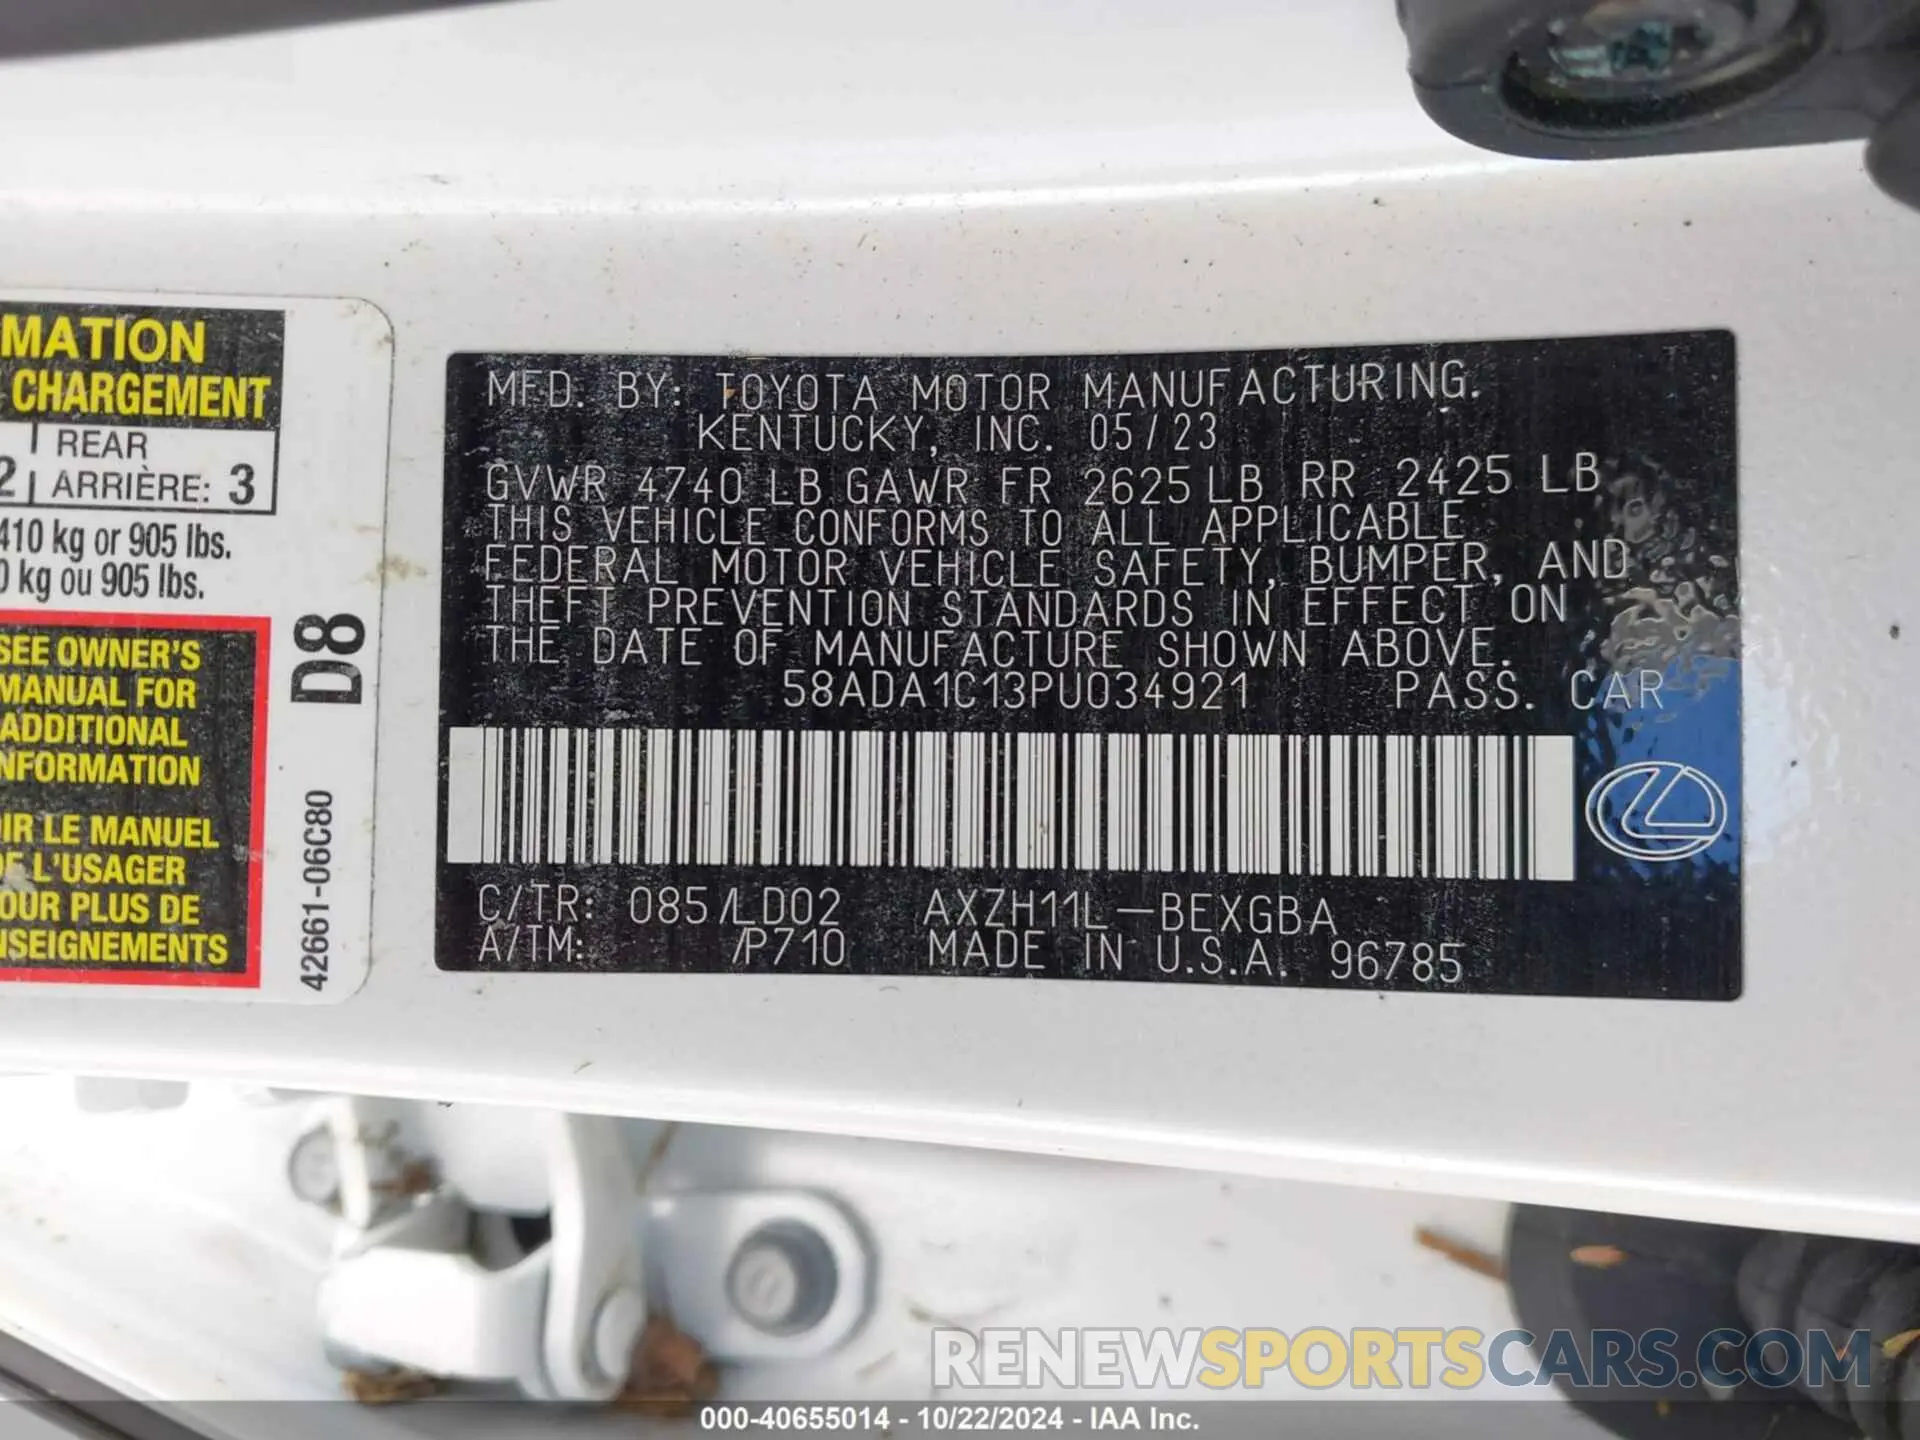 MATION
CHARGEMENT
REAR
2 ARRIÈRE: 3
410 kg or 905 lbs.
0 kg ou 905 lbs.
SEE OWNER'S
MANUAL FOR
ADDITIONAL
NFORMATION
IR LE MANUEL
DE L'USAGER
OUR PLUS DE
NSEIGNEMENTS
D8
42661-06C80
MFD. BY: TOYOTA MOTOR MANUFACTURING.
KENTUCKY, INC. 05/23
GVWR 4740 LB GAWR FR 2625 LB RR 2425 LB
THIS VEHICLE CONFORMS TO ALL APPLICABLE
FEDERAL MOTOR VEHICLE SAFETY, BUMPER, AND
THEFT PREVENTION STANDARDS IN EFFECT ON
THE DATE OF MANUFACTURE SHOWN ABOVE.
58ADA1C13PU034921 PASS. CAR
C/TR: 085/LD02 AXZH11L-BEXGBA
A/TM: /P710 MADE IN U.S.A. 96785
RENEWSPORTSCARS.COM
000-40655014 - 10/22/2024 - IAA Inc.